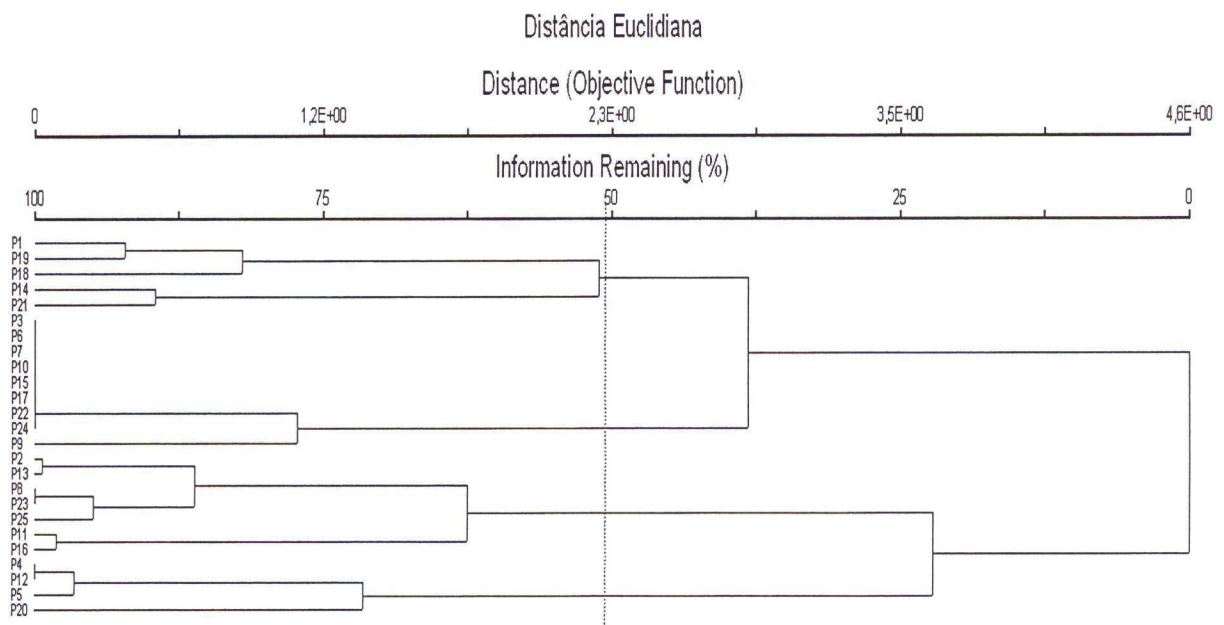 Distância Euclidiana
Distance (Objective Function)
0 1,2E+00 2,3E+00 3,5E+00 4,6E+00
Information Remaining (%)
100 75 50 25 0
P1
P19
P18
P14
P21
P3
P6
P7
P10
P15
P17
P22
P24
P9
P2
P13
P8
P23
P25
P11
P16
P4
P12
P5
P20